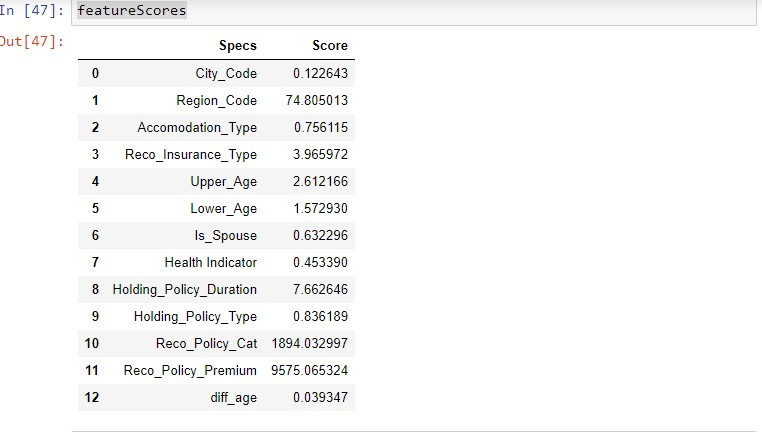 In [47]: featureScores
Out[47]:
Specs Score
0 City_Code 0.122643
1 Region_Code 74.805013
2 Accomodation_Type 0.756115
3 Reco_Insurance_Type 3.965972
4 Upper_Age 2.612166
5 Lower_Age 1.572930
6 Is_Spouse 0.632296
7 Health Indicator 0.453390
8 Holding_Policy_Duration 7.662646
9 Holding_Policy_Type 0.836189
10 Reco_Policy_Cat 1894.032997
11 Reco_Policy_Premium 9575.065324
12 diff_age 0.039347